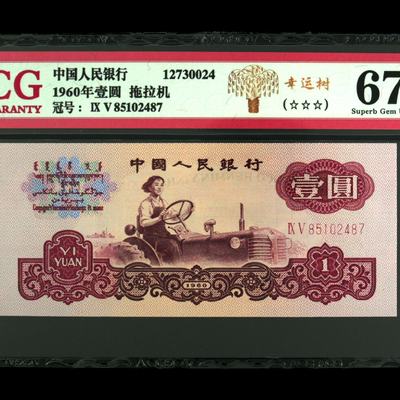 CG
ARANTY
中国人民银行 12730024
1960年壹圆 拖拉机
冠号: IX V 85102487
幸运树
(☆☆☆)
67
Superb Gem
中國人民银行
壹圓
IX V 85102487
YI
YUAN
1960
1